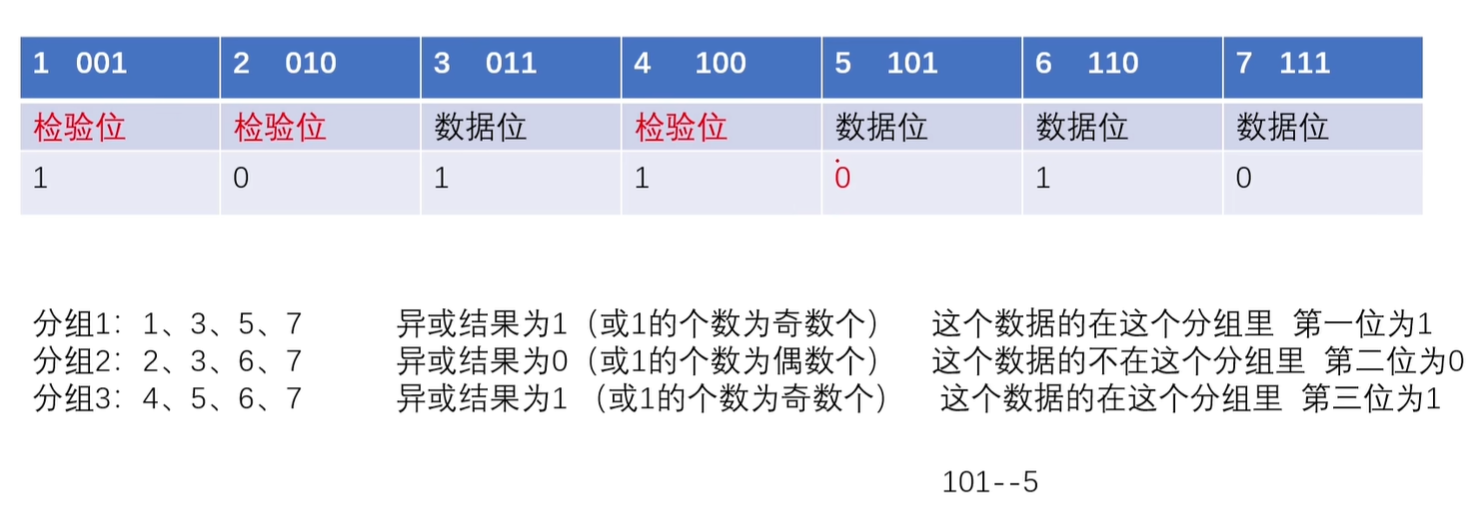 1 001 2 010 3 011 4 100 5 101 6 110 7 111
检验位 检验位 数据位 检验位 数据位 数据位 数据位
1 0 1 1 0 1 0
分组1：1、3、5、7 异或结果为1（或1的个数为奇数个） 这个数据的在这个分组里 第一位为1
分组2：2、3、6、7 异或结果为0（或1的个数为偶数个） 这个数据的不在这个分组里 第二位为0
分组3：4、5、6、7 异或结果为1 （或1的个数为奇数个） 这个数据的在这个分组里 第三位为1
101--5